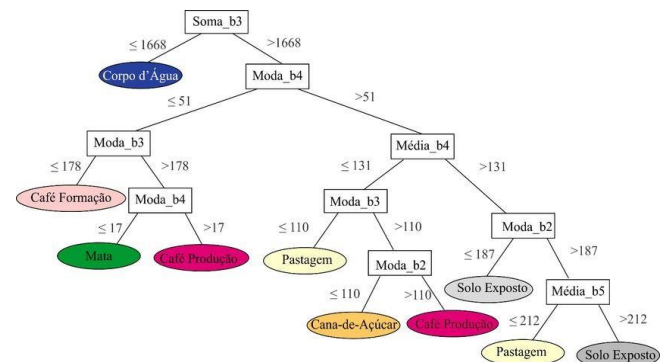 Soma_b3
≤ 1668
>1668
Corpo d'Água
Moda_b4
≤ 51
>51
Moda_b3
Média_b4
≤ 178
>178
≤ 131
>131
Café Formação
Moda_b4
Moda_b3
≤ 17
>17
≤ 110
>110
Moda_b2
Mata
Café Produção
Pastagem
Moda_b2
≤ 187
>187
Solo Exposto
Média_b5
≤ 110
>110
Cana-de-Açúcar
Café Produção
≤ 212
>212
Pastagem
Solo Exposto